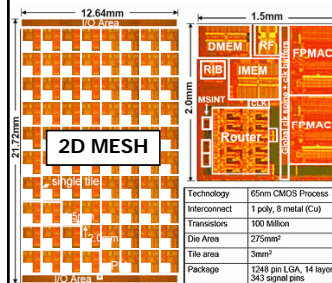 12.64mm
I/O Area
21.72mm
2D MESH
single tile
I/O Area
1.5mm
2.0mm
DMEM
RF
RIB
IMEM
MSINT
CLK
Router
FPMAC
FPMAC
Technology 65nm CMOS Process
Interconnect 1 poly, 8 metal (Cu)
Transistors 100 Million
Die Area 275mm²
Tile area 3mm²
Package 1248 pin LGA, 14 layer
343 signal pins